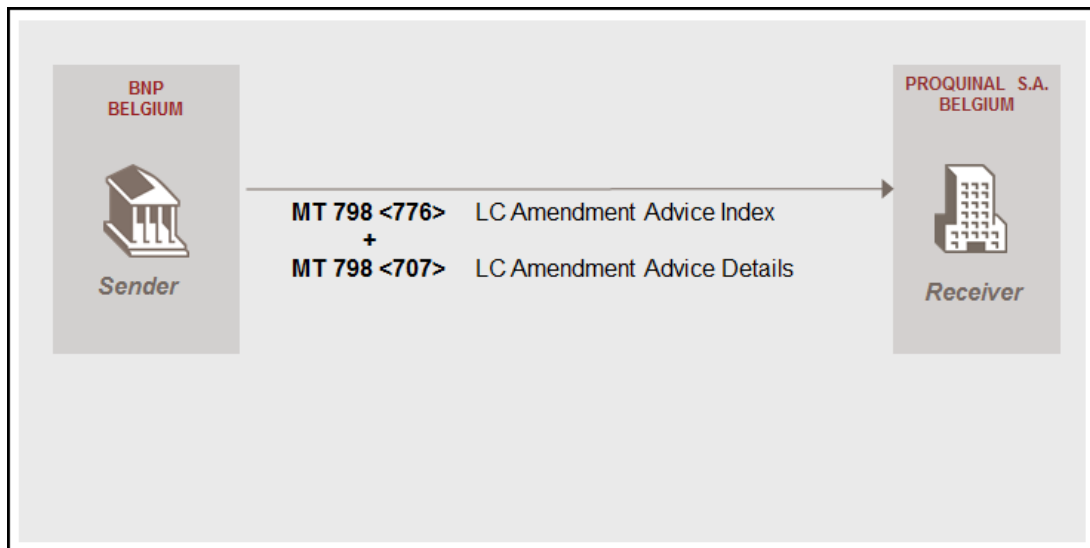 BNP
BELGIUM
Sender
MT 798 <776> LC Amendment Advice Index
+
MT 798 <707> LC Amendment Advice Details
PROQUINAL S.A.
BELGIUM
Receiver